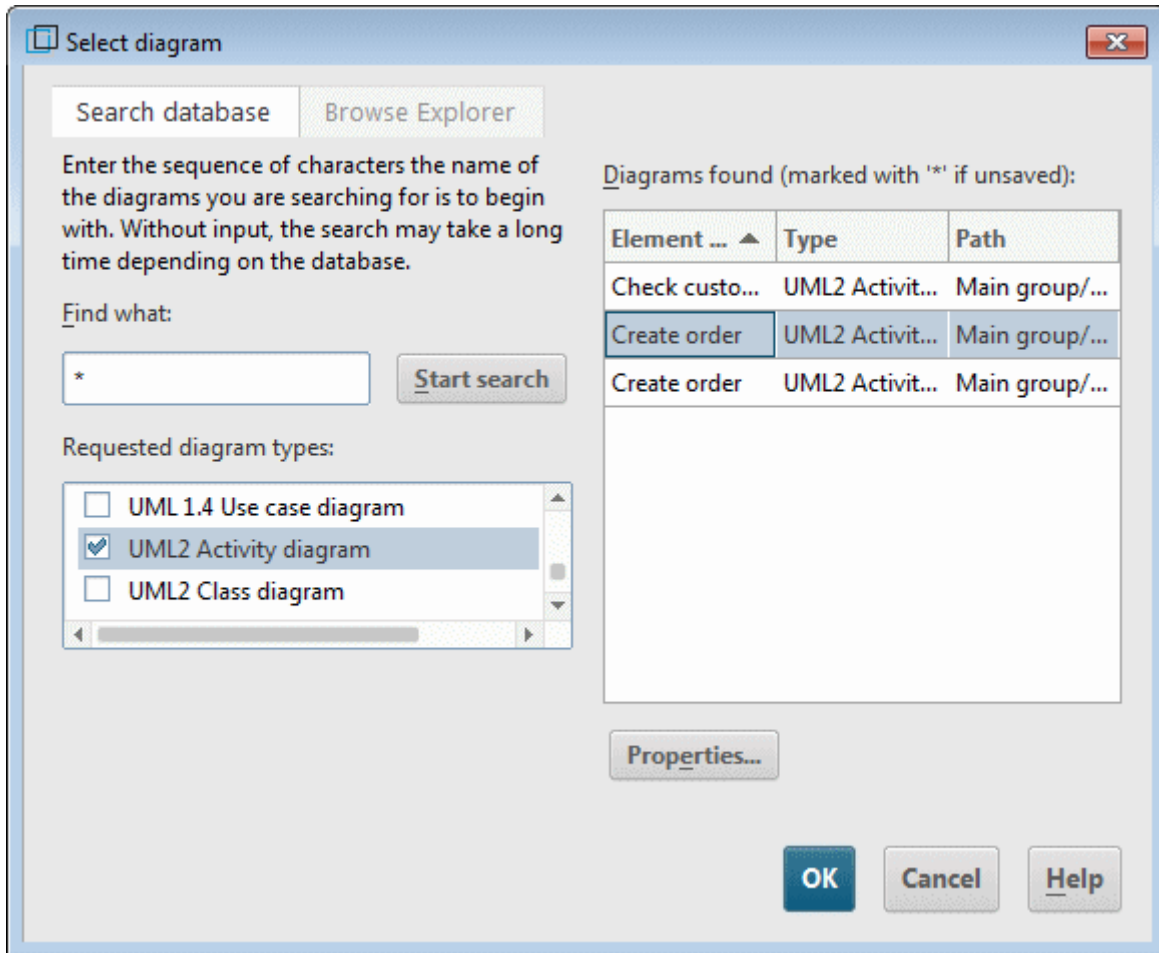 Select diagram
Search database
Browse Explorer
Enter the sequence of characters the name of
the diagrams you are searching for is to begin
with. Without input, the search may take a long
time depending on the database.
Find what:
*
Start search
Requested diagram types:
UML 1.4 Use case diagram
UML2 Activity diagram
UML2 Class diagram
Diagrams found (marked with '*' if unsaved):
Element ... Type Path
Check custo... UML2 Activit... Main group/...
Create order UML2 Activit... Main group/...
Create order UML2 Activit... Main group/...
Properties...
OK
Cancel
Help